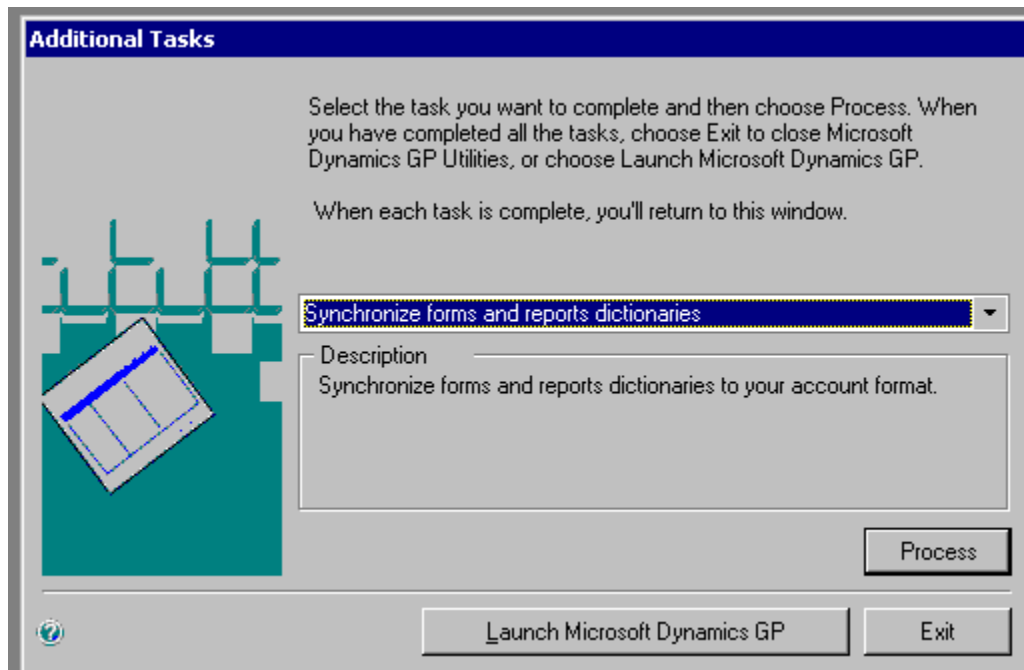 Additional Tasks
Select the task you want to complete and then choose Process. When
you have completed all the tasks, choose Exit to close Microsoft
Dynamics GP Utilities, or choose Launch Microsoft Dynamics GP.
When each task is complete, you'll return to this window.
Synchronize forms and reports dictionaries
Description
Synchronize forms and reports dictionaries to your account format.
Process
Launch Microsoft Dynamics GP
Exit